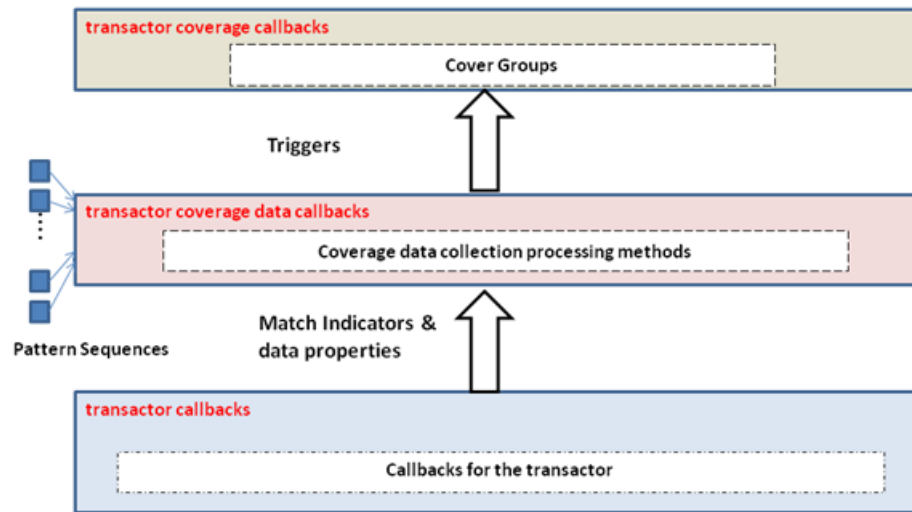 transactor coverage callbacks
Cover Groups
Triggers
transactor coverage data callbacks
Coverage data collection processing methods
Match Indicators &
data properties
Pattern Sequences
transactor callbacks
Callbacks for the transactor